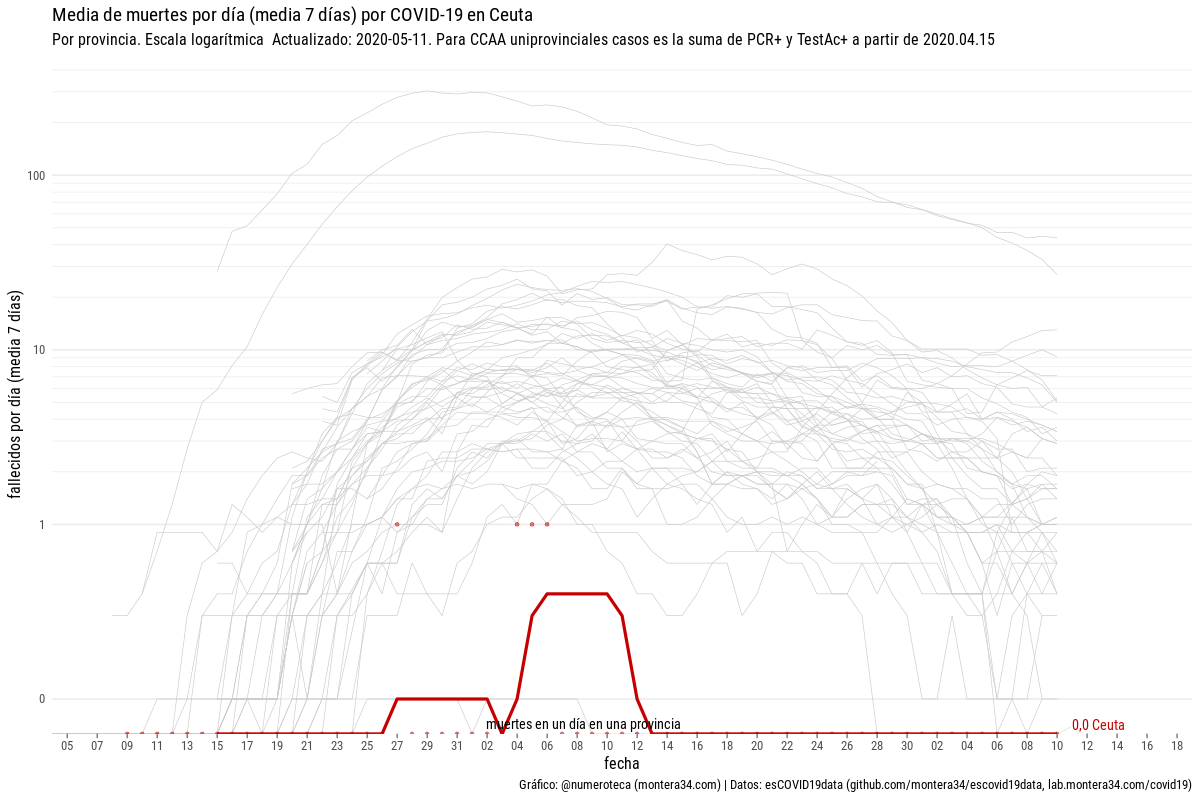 Media de muertes por día (media 7 días) por COVID-19 en Ceuta
Por provincia. Escala logarítmica  Actualizado: 2020-05-11. Para CCAA uniprovinciales casos es la suma de PCR+ y TestAc+ a partir de 2020.04.15
fallecidos por día (media  7 días)
100
10
1
0
muertes en un día en una provincia
0,0 Ceuta
05 07 09 11 13 15 17 19 21 23 25 27 29 31 02 04 06 08 10 12 14 16 18 20 22 24 26 28 30 02 04 06 08 10 12 14 16 18
fecha
Gráfico: @numeroteca (montera34.com) | Datos: esCOVID19data (github.com/montera34/escovid19data, lab.montera34.com/covid19)